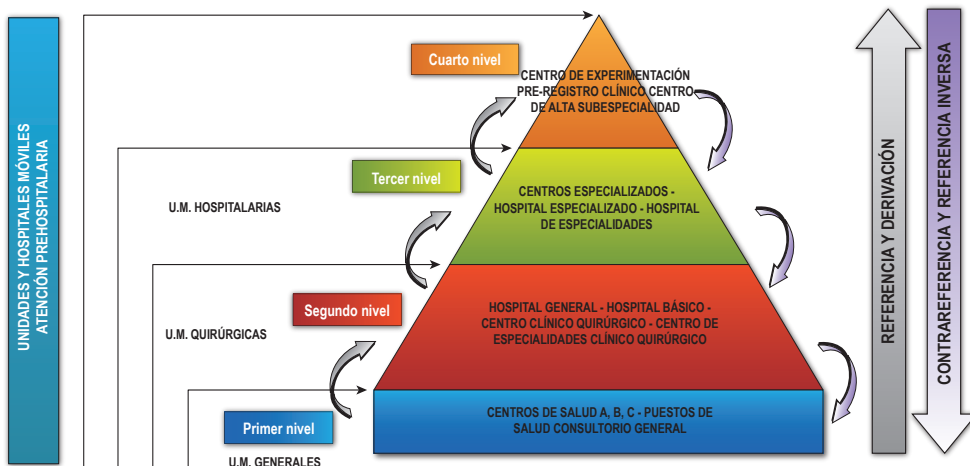 UNIDADES Y HOSPITALES MÓVILES
ATENCIÓN PREHOSPITALARIA
Cuarto nivel
CENTRO DE EXPERIMENTACIÓN
PRE-REGISTRO CLÍNICO CENTRO
DE ALTA SUBESPECIALIDAD
Tercer nivel
CENTROS ESPECIALIZADOS -
HOSPITAL ESPECIALIZADO - HOSPITAL
DE ESPECIALIDADES
U.M. HOSPITALARIAS
Segundo nivel
HOSPITAL GENERAL - HOSPITAL BÁSICO -
CENTRO CLÍNICO QUIRÚRGICO - CENTRO DE
ESPECIALIDADES CLÍNICO QUIRÚRGICO
U.M. QUIRÚRGICAS
Primer nivel
CENTROS DE SALUD A, B, C - PUESTOS DE
SALUD CONSULTORIO GENERAL
U.M. GENERALES
REFERENCIA Y DERIVACIÓN
CONTRAREFERENCIA Y REFERENCIA INVERSA